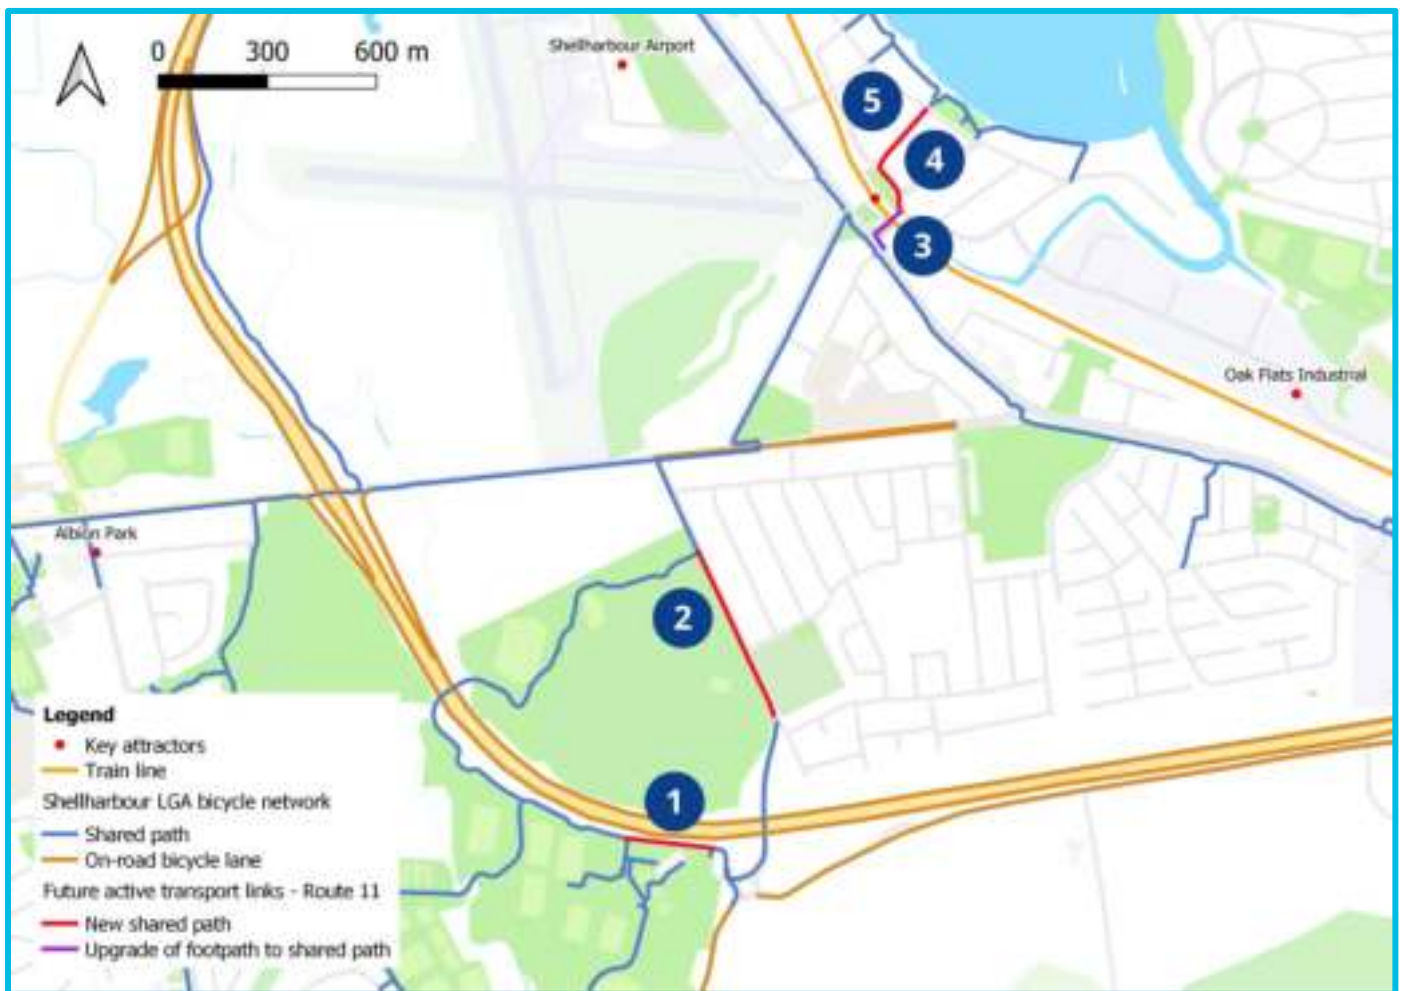 0 300 600 m
Shellharbour Airport
5
4
3
Oak Flats Industrial
Albion Park
2
1
Legend
Key attractors
Train line
Shellharbour LGA bicycle network
Shared path
On-road bicycle lane
Future active transport links - Route 11
New shared path
Upgrade of footpath to shared path